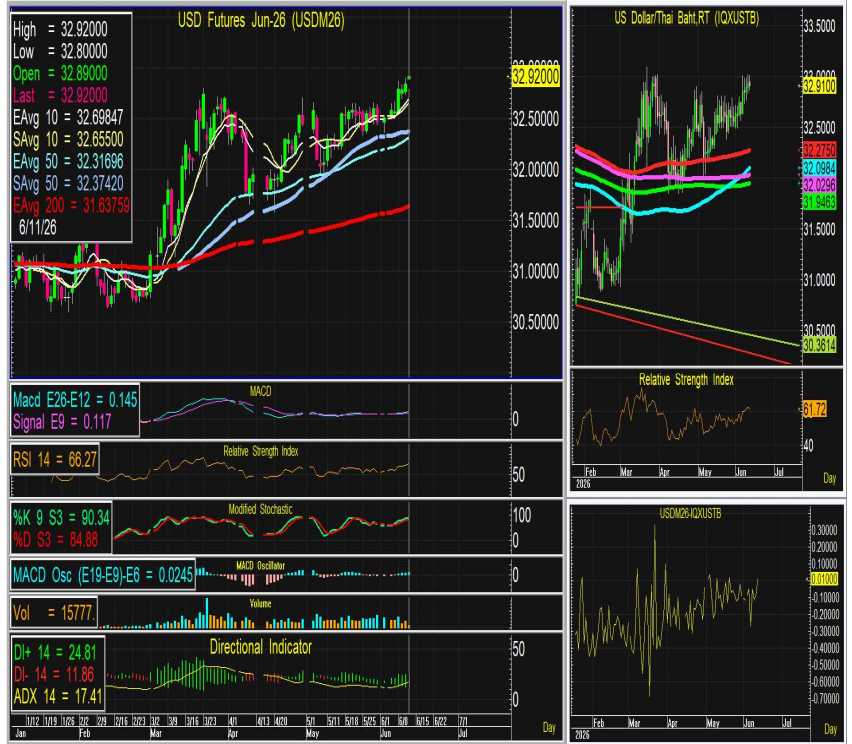 USD Futures Jun-26 (USDM26)
High = 32.92000
Low = 32.80000
Open = 32.89000
Last = 32.92000
EAvg 10 = 32.69847
SAvg 10 = 32.65500
EAvg 50 = 32.31696
SAvg 50 = 32.37420
EAvg 200 = 31.63759
6/11/26
32.92000
32.50000
32.00000
31.50000
31.00000
30.50000
MACD
Macd E26-E12 = 0.145
Signal E9 = 0.117
0
Relative Strength Index
RSI 14 = 66.27
50
Modified Stochastic
%K 9 S3 = 90.34
%D S3 = 84.88
100
0
MACD Oscillator
MACD Osc (E19-E9)-E6 = 0.0245
0
Volume
Vol = 15777.
0
Directional Indicator
DI+ 14 = 24.81
DI- 14 = 11.86
ADX 14 = 17.41
50
0
1/12 1/19 1/26 2/2 2/9 2/16 2/23 3/2 3/9 3/16 3/23 4/1 4/13 4/20 5/1 5/11 5/18 5/25 6/1 6/8 6/15 6/22 7/1
Jan Feb Mar Apr May Jun
Day
US Dollar/Thai Baht,RT (IQXUSTB)
33.5000
32.9100
32.5000
32.2750
32.0984
32.0296
31.9463
31.5000
31.0000
30.5000
30.3614
Relative Strength Index
61.72
40
Feb Mar Apr May Jun Jul
2026
Day
USDM26-IQXUSTB
0.30000
0.20000
0.10000
0.01000
-0.10000
-0.20000
-0.30000
-0.40000
-0.50000
-0.60000
-0.70000
Feb Mar Apr May Jun Jul
2026
Day